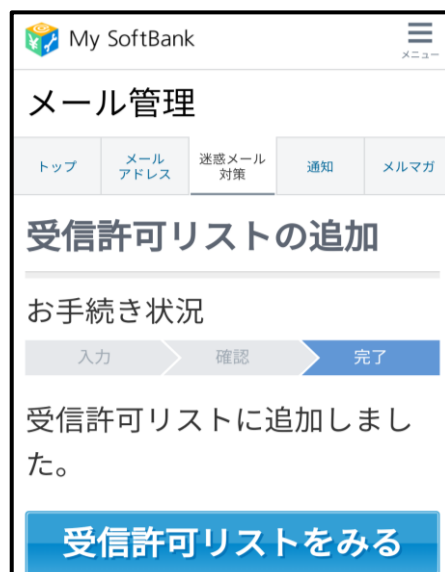 My SoftBank
メニュー
メール管理
トップ
メール
アドレス
迷惑メール
対策
通知
メルマガ
受信許可リストの追加
お手続き状況
入力
確認
完了
受信許可リストに追加しまし
た。
受信許可リストをみる